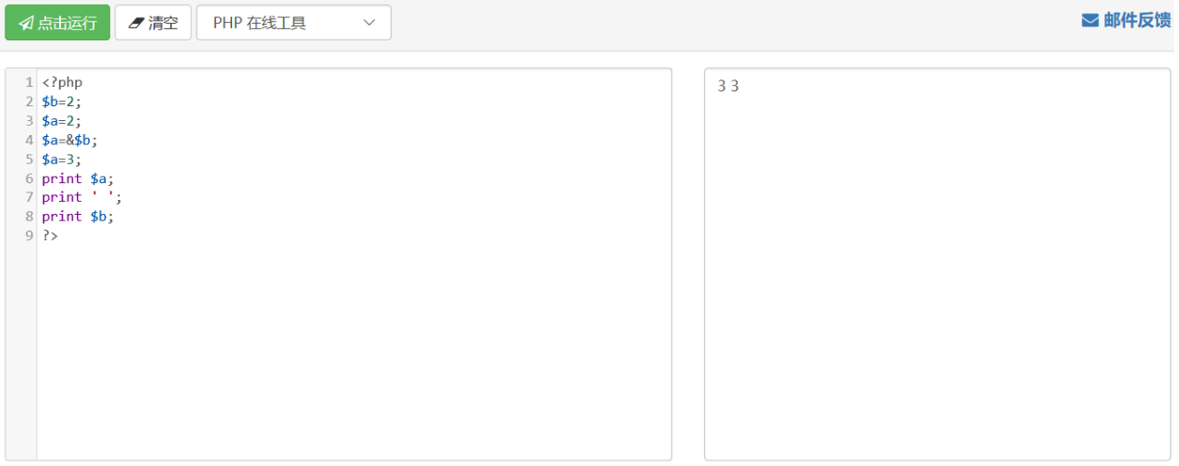 点击运行 清空 PHP 在线工具 邮件反馈
1 <?php
2 $b=2;
3 $a=2;
4 $a=&$b;
5 $a=3;
6 print $a;
7 print ' ';
8 print $b;
9 ?>
3 3